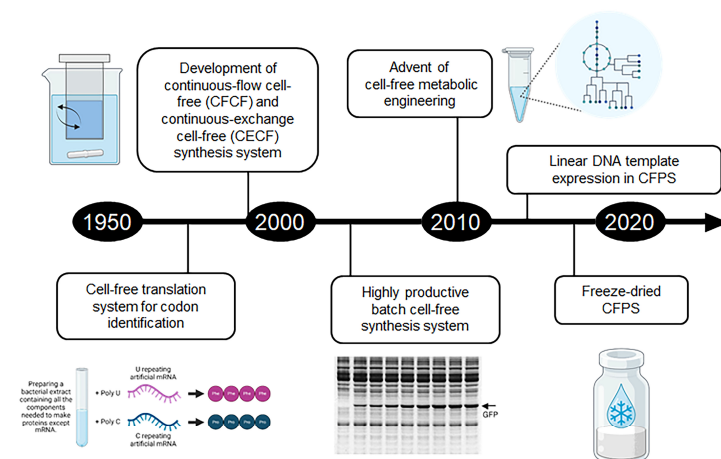 Development of
continuous-flow cell-
free (CFCF) and
continuous-exchange
cell-free (CECF)
synthesis system
Advent of
cell-free metabolic
engineering
Linear DNA template
expression in CFPS
1950
2000
2010
2020
Cell-free translation
system for codon
identification
Highly productive
batch cell-free
synthesis system
Freeze-dried
CFPS
Preparing a
bacterial extract
containing all the
components
needed to make
proteins except
mRNA.
U repeating
artificial mRNA
+ Poly U
Phe Phe Phe Phe
+ Poly C
Pro Pro Pro Pro
C repeating
artificial mRNA
GFP